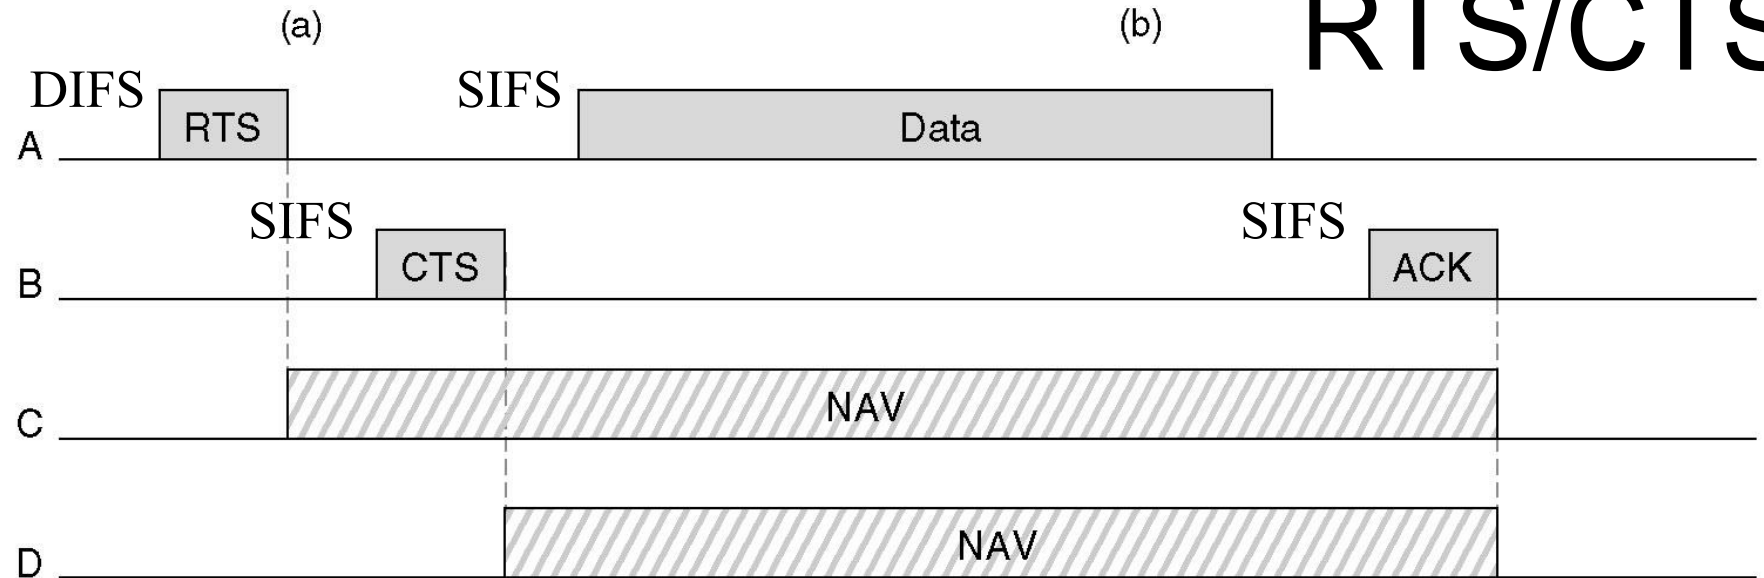 (a) (b) RTS/CTS
DIFS SIFS
RTS Data
A
SIFS SIFS
CTS ACK
B
NAV
C
NAV
D